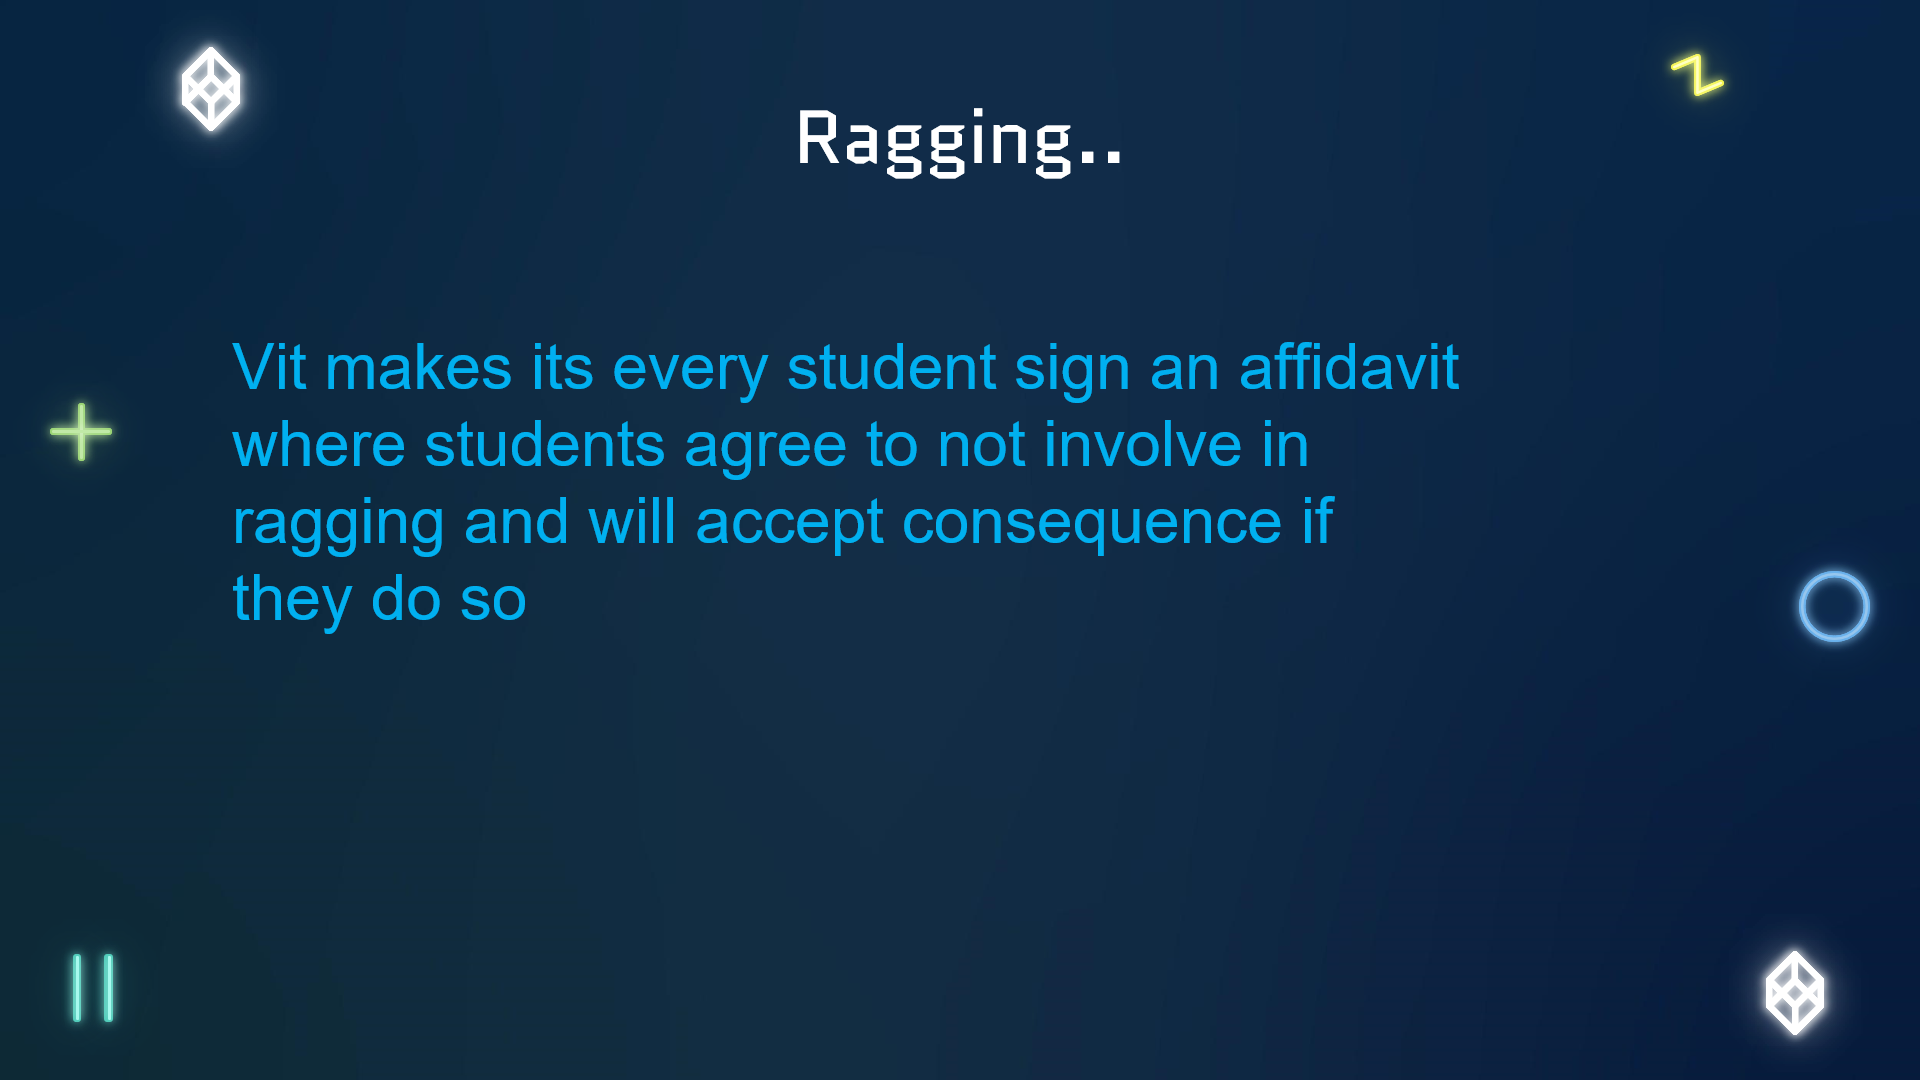 Ragging..
Vit makes its every student sign an affidavit
where students agree to not involve in
ragging and will accept consequence if
they do so